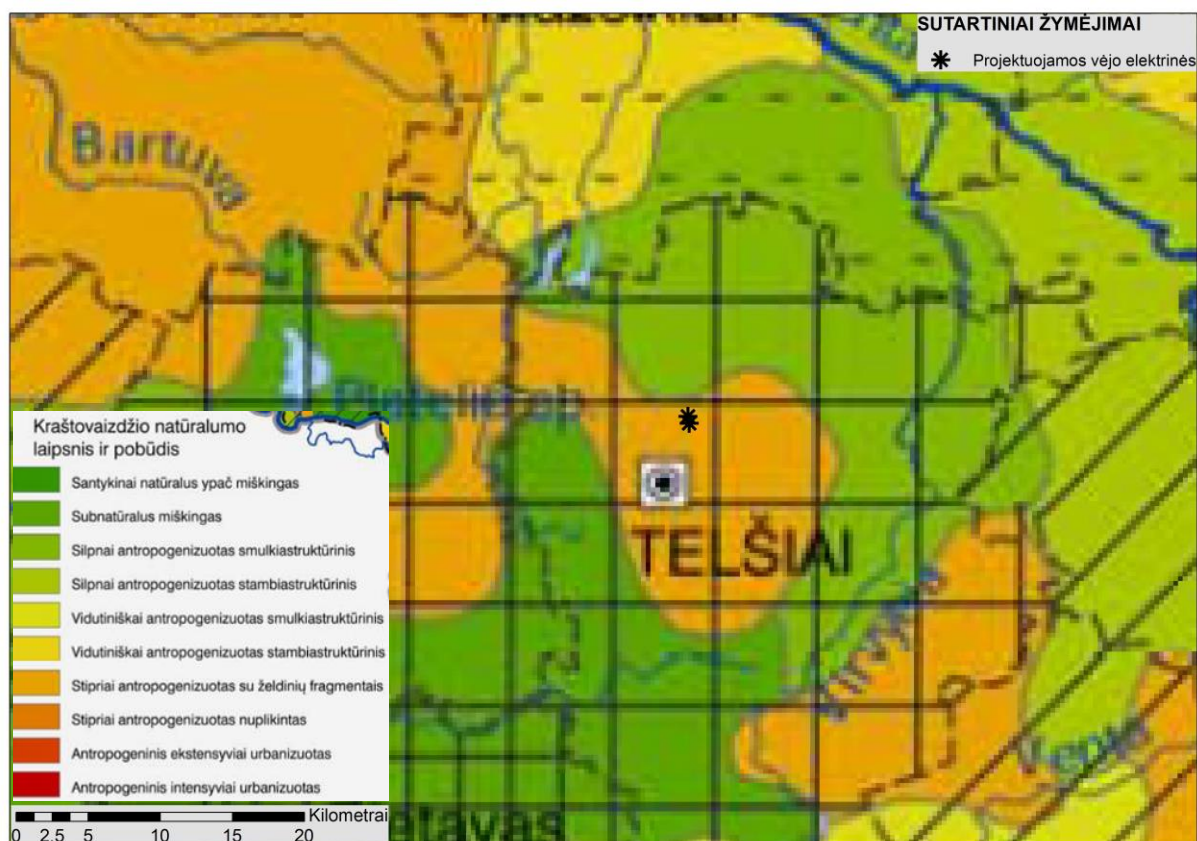 SUTARTINIAI ŽYMĖJIMAI
Projektuojamos vėjo elektrinės
Bartuva
TELŠIAI
Kraštovaizdžio natūralumo
laipsnis ir pobūdis
Santykinai natūralus ypač miškingas
Subnatūralus miškingas
Silpnai antropogenizuotas smulkiastruktūrinis
Silpnai antropogenizuotas stambiastruktūrinis
Vidutiniškai antropogenizuotas smulkiastruktūrinis
Vidutiniškai antropogenizuotas stambiastruktūrinis
Stipriai antropogenizuotas su želdinių fragmentais
Stipriai antropogenizuotas nuplikintas
Antropogeninis ekstensyviai urbanizuotas
Antropogeninis intensyviai urbanizuotas
Kilometrai
0 2,5 5 10 15 20
etavas